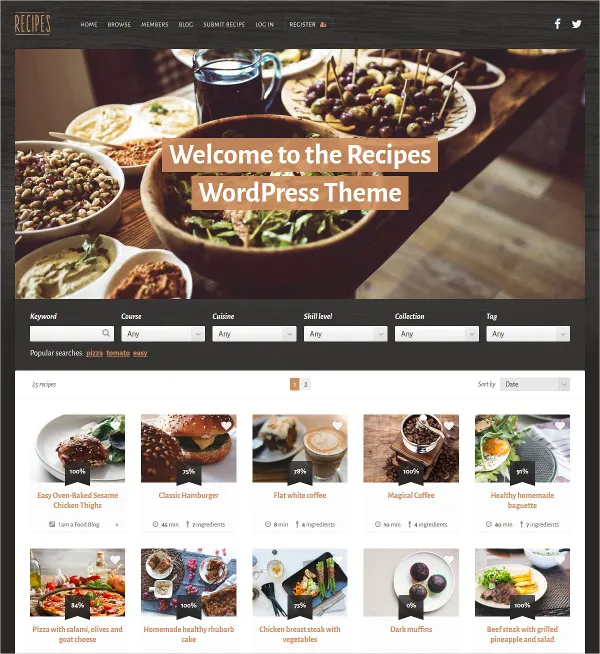 RECIPES
HOME BROWSE MEMBERS BLOG SUBMIT RECIPE LOG IN REGISTER
Welcome to the Recipes
WordPress Theme
Keyword Course Cuisine Skill level Collection Tag
Any Any Any Any Any
Popular searches: pizza tomato easy
25 recipes 1 2 Sort by Date
100% 75% 78% 100% 91%
Easy Oven-Baked Sesame
Chicken Thighs
Classic Hamburger
Flat white coffee
Magical Coffee
Healthy homemade
baguette
I am a Food Blog
45 min 7 ingredients
8 min 4 ingredients
10 min 4 ingredients
40 min 7 ingredients
84% 100% 75% 0% 100%
Pizza with salami, olives and
goat cheese
Homemade healthy rhubarb
cake
Chicken breast steak with
vegetables
Dark muffins
Beef steak with grilled
pineapple and salad